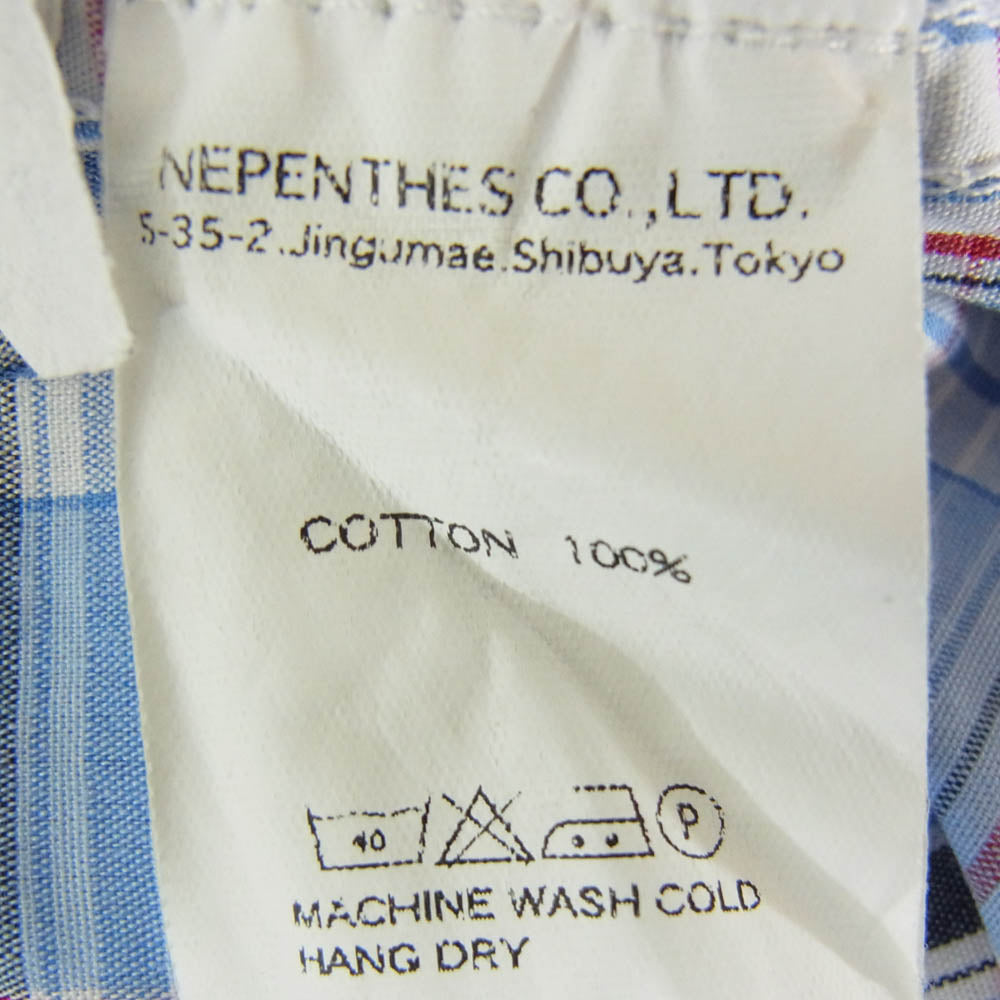 NEPENTHES CO.,LTD.
5-35-2.Jingumae.Shibuya.Tokyo
COTTON 100%
40 P
MACHINE WASH COLD
HANG DRY